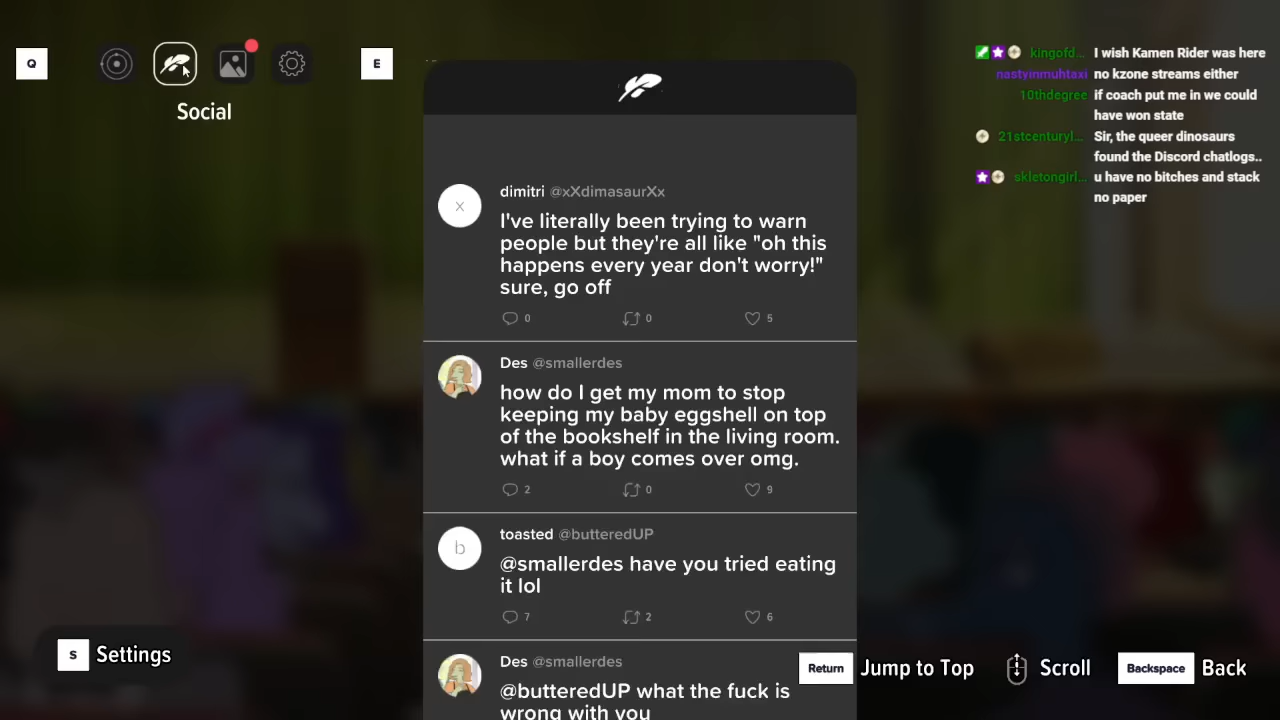 Q
E
Social
dimitri @xXdimasaurXx
x
I've literally been trying to warn
people but they're all like "oh this
happens every year don't worry!"
sure, go off
0 0 5
Des @smallerdes
how do I get my mom to stop
keeping my baby eggshell on top
of the bookshelf in the living room.
what if a boy comes over omg.
2 0 9
toasted @butteredUP
b
@smallerdes have you tried eating
it lol
7 2 6
Des @smallerdes
@butteredUP what the fuck is
wrong with you
kingofd... I wish Kamen Rider was here
nastyinmuhtaxi no kzone streams either
10thdegree if coach put me in we could
have won state
21stcenturyl... Sir, the queer dinosaurs
found the Discord chatlogs..
skletongirl... u have no bitches and stack
no paper
S Settings
Return Jump to Top
Scroll
Backspace Back